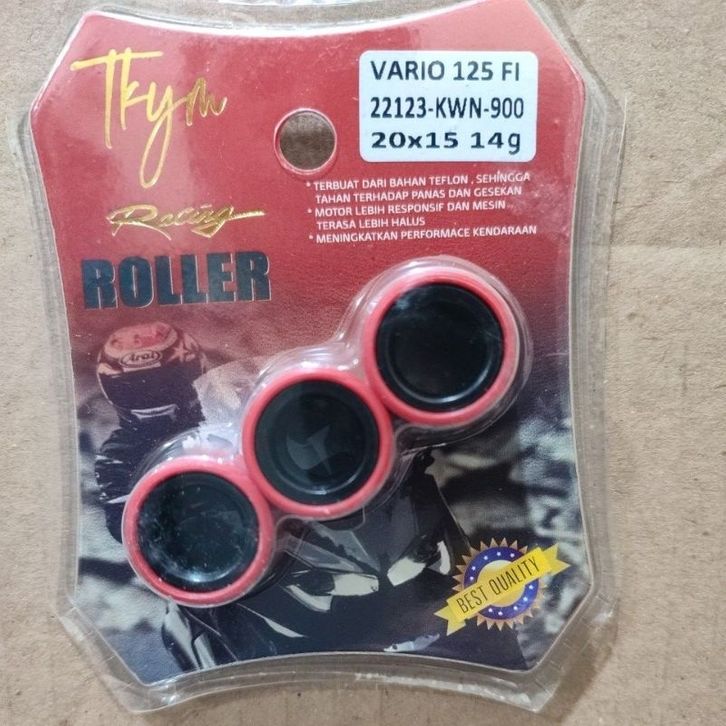 Tkym
Racing
ROLLER
VARIO 125 FI
22123-KWN-900
20x15 14g
* TERBUAT DARI BAHAN TEFLON , SEHINGGA
TAHAN TERHADAP PANAS DAN GESEKAN
* MOTOR LEBIH RESPONSIF DAN MESIN
TERASA LEBIH HALUS
* MENINGKATKAN PERFORMACE KENDARAAN
Arai
BEST QUALITY